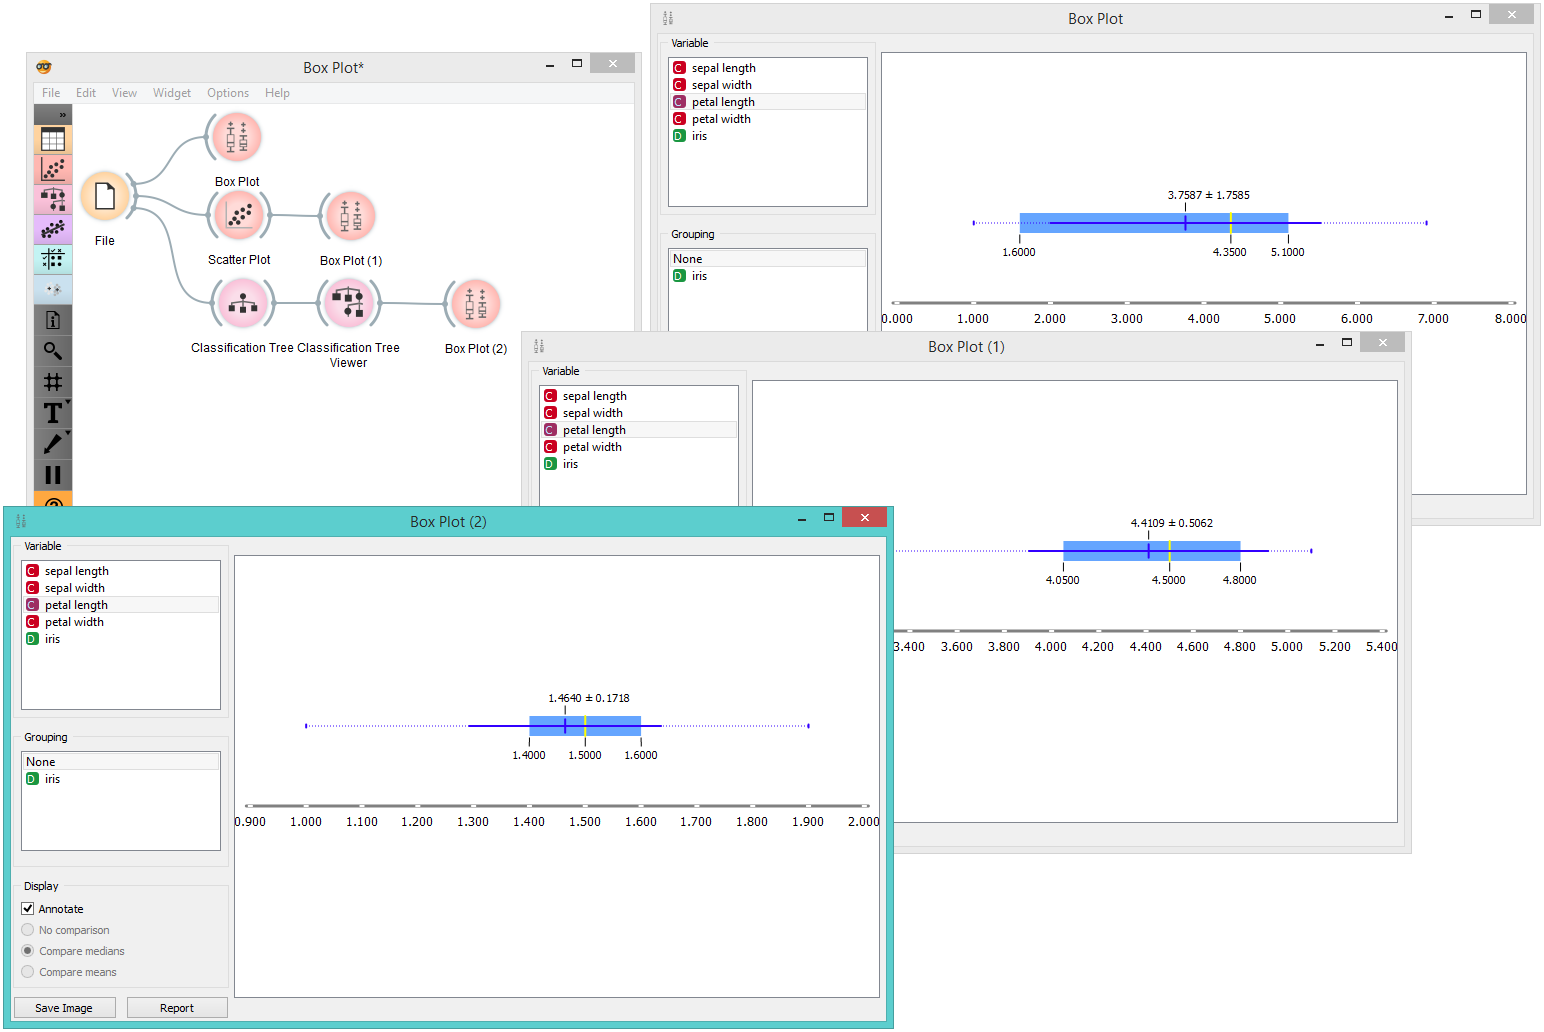 Box Plot*
File Edit View Widget Options Help
»
Box Plot
File
Scatter Plot
Box Plot (1)
Classification Tree
Classification Tree
Viewer
Box Plot (2)
T
?
Box Plot
Variable
C sepal length
C sepal width
C petal length
C petal width
D iris
Grouping
None
D iris
3.7587 ± 1.7585
1.6000 4.3500 5.1000
0.000 1.000 2.000 3.000 4.000 5.000 6.000 7.000 8.000
Box Plot (1)
Variable
C sepal length
C sepal width
C petal length
C petal width
D iris
4.4109 ± 0.5062
4.0500 4.5000 4.8000
3.400 3.600 3.800 4.000 4.200 4.400 4.600 4.800 5.000 5.200 5.400
Box Plot (2)
Variable
C sepal length
C sepal width
C petal length
C petal width
D iris
Grouping
None
D iris
Display
Annotate
No comparison
Compare medians
Compare means
Save Image Report
1.4640 ± 0.1718
1.4000 1.5000 1.6000
0.900 1.000 1.100 1.200 1.300 1.400 1.500 1.600 1.700 1.800 1.900 2.000